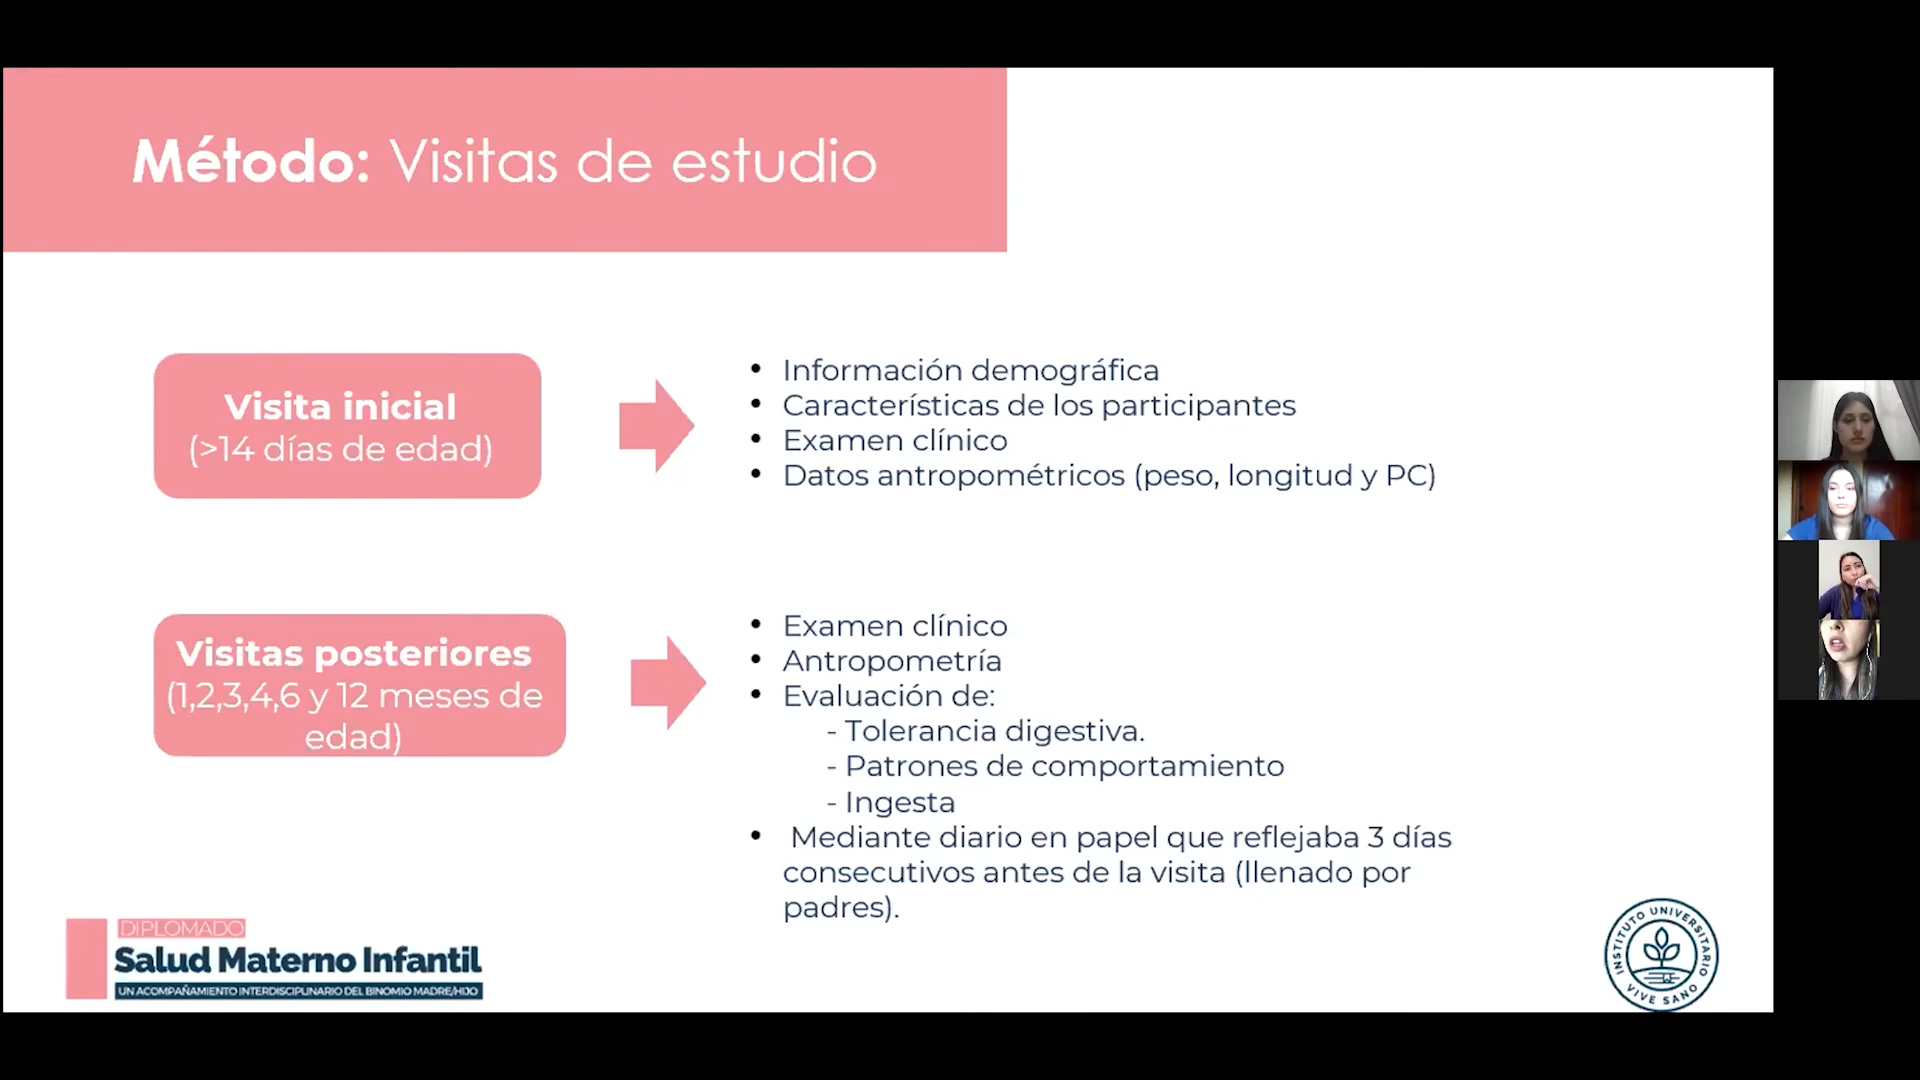 Método: Visitas de estudio
Visita inicial
(>14 días de edad)
• Información demográfica
• Características de los participantes
• Examen clínico
• Datos antropométricos (peso, longitud y PC)
Visitas posteriores
(1,2,3,4,6 y 12 meses de
edad)
• Examen clínico
• Antropometría
• Evaluación de:
- Tolerancia digestiva.
- Patrones de comportamiento
- Ingesta
• Mediante diario en papel que reflejaba 3 días
consecutivos antes de la visita (llenado por
padres).
DIPLOMADO
Salud Materno Infantil
UN ACOMPAÑAMIENTO INTERDISCIPLINARIO DEL BINOMIO MADRE/HIJO
INSTITUTO UNIVERSITARIO
VIVE SANO